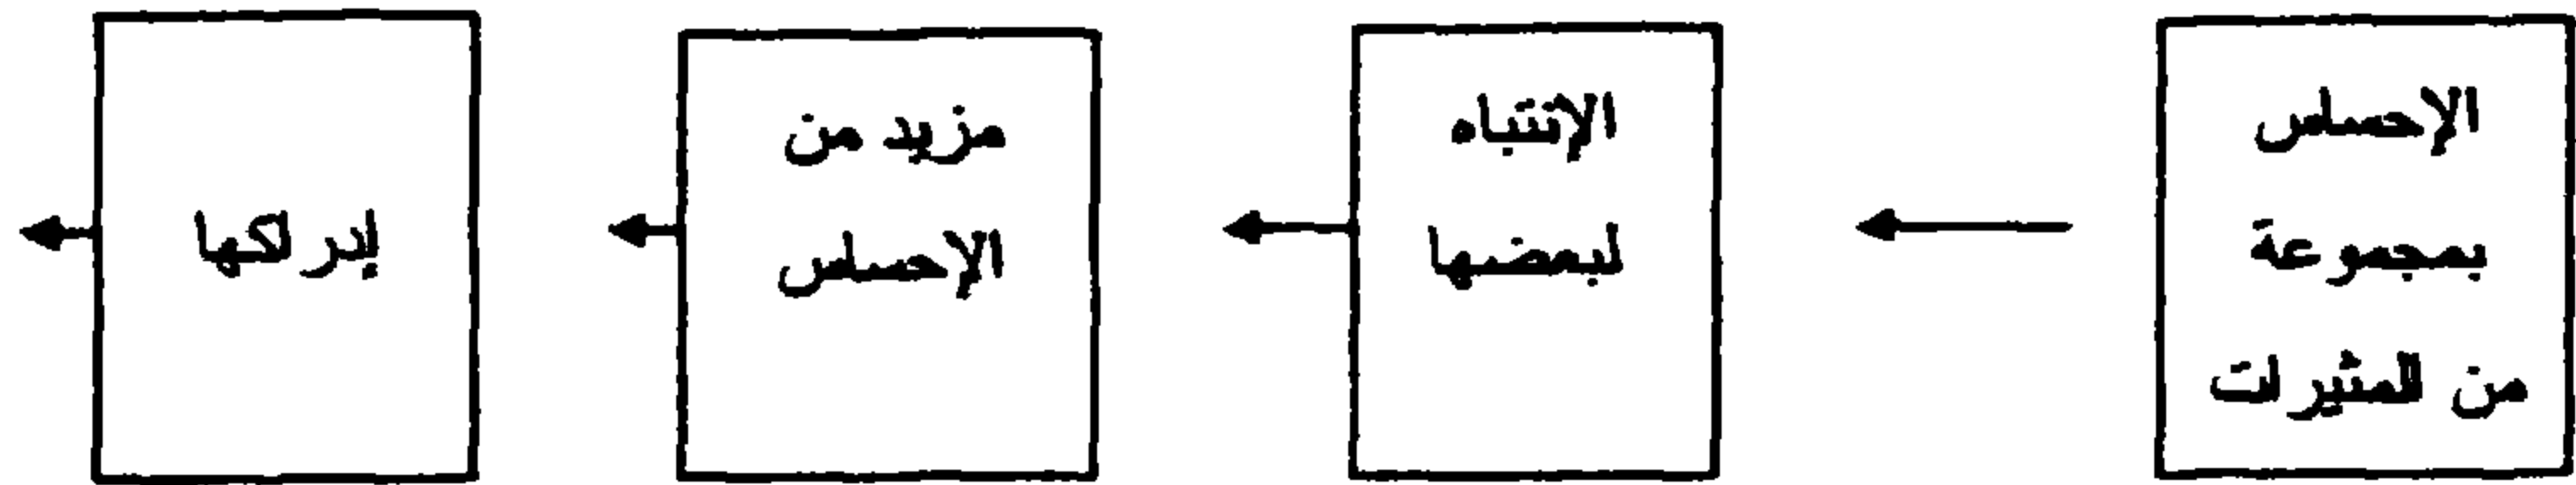 الإحساس
بمجموعة
من المثيرات
الإنتباه
لبعضها
مزيد من
الإحساس
إدراكها